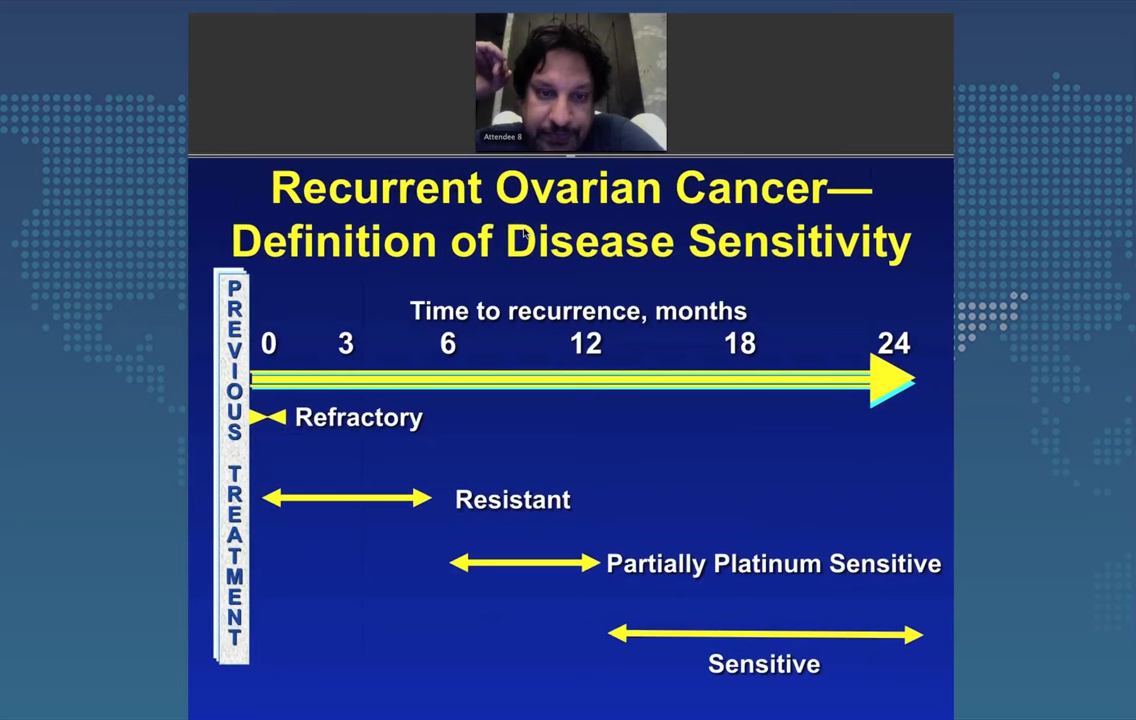 Attendee 8
Recurrent Ovarian Cancer—
Definition of Disease Sensitivity
PREVIOUS TREATMENT
Time to recurrence, months
0 3 6 12 18 24
Refractory
Resistant
Partially Platinum Sensitive
Sensitive